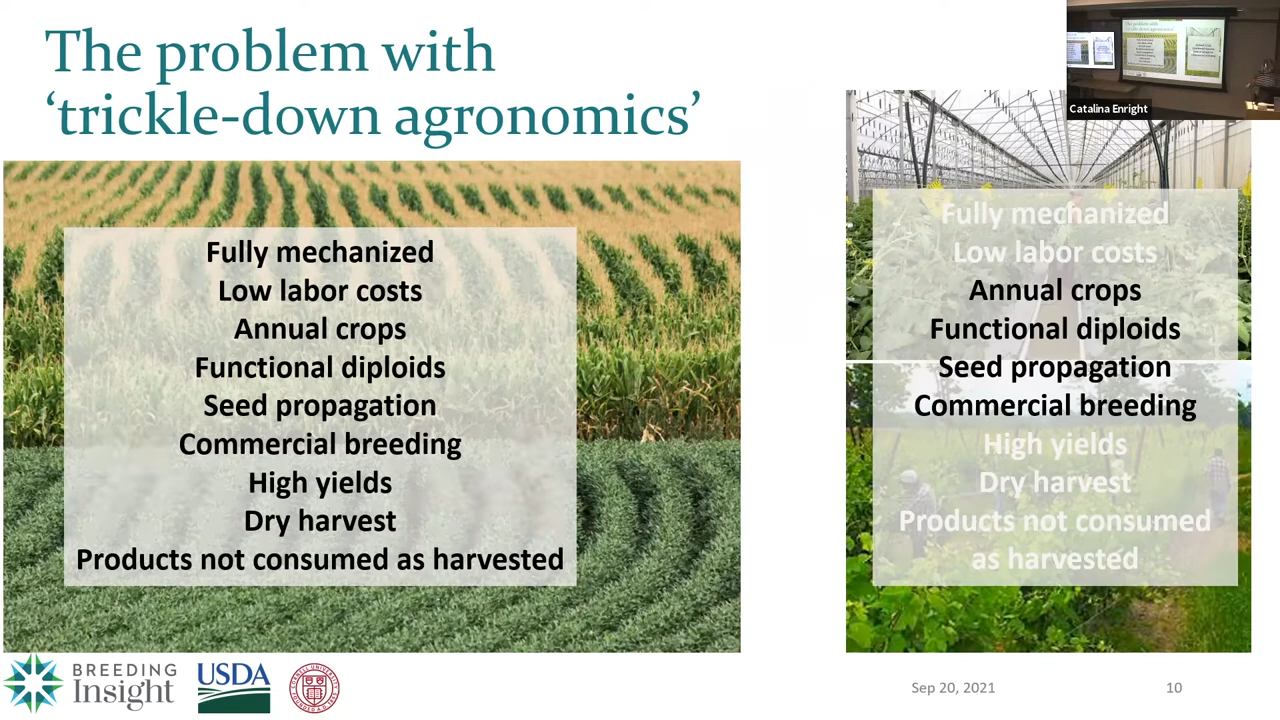 The problem with
‘trickle-down agronomics’
Catalina Enright
Fully mechanized
Low labor costs
Annual crops
Functional diploids
Seed propagation
Commercial breeding
High yields
Dry harvest
Products not consumed as harvested
Fully mechanized
Low labor costs
Annual crops
Functional diploids
Seed propagation
Commercial breeding
High yields
Dry harvest
Products not consumed
as harvested
BREEDING
Insight
USDA
Sep 20, 2021
10